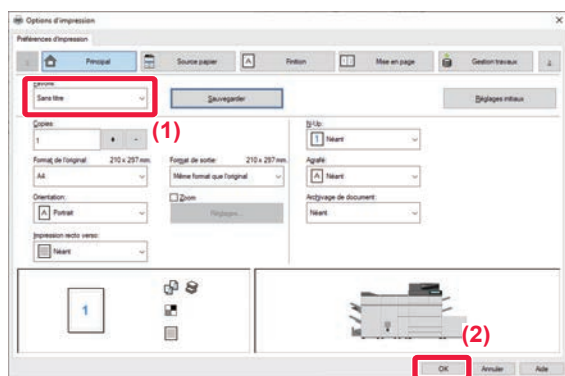 Options d'impression
Préférences d'impression
Principal Source papier Finition Mise en page Gestion travaux
Favoris:
Sans titre Sauvegarder Réglages initiaux
(1)
Copies: N-Up:
1 + - 1 Néant
Format de l'original: 210 x 297 mm. Format de sortie: 210 x 297 mm. Agrafe:
A4 Même format que l'original Néant
Orientation: Zoom Archivage de document:
A Portrait Réglages... Néant
Impression recto verso:
Néant
1
(2)
OK Annuler Aide